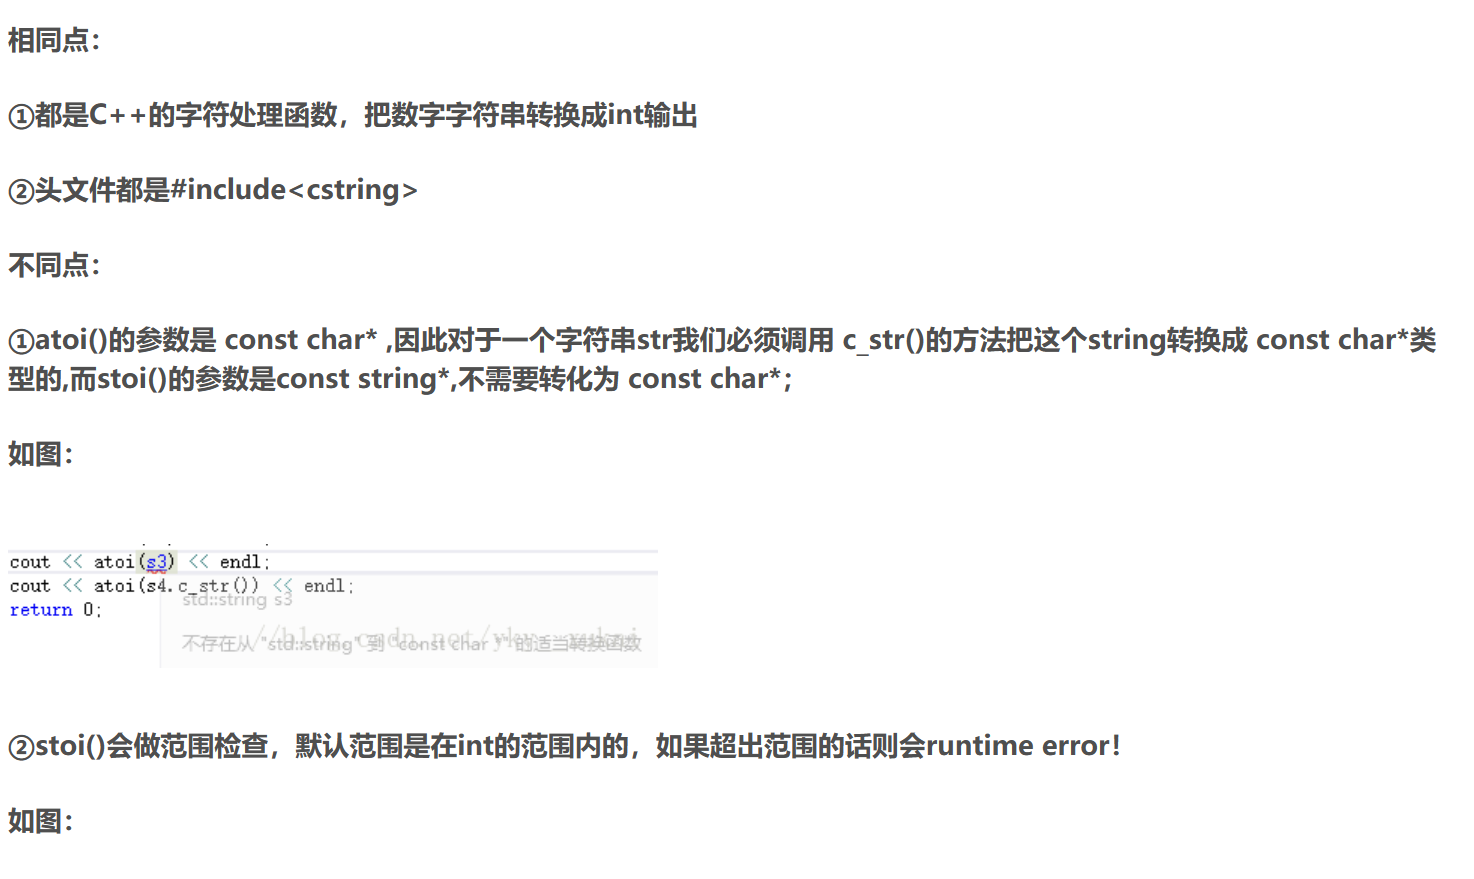 相同点：
①都是C++的字符处理函数，把数字字符串转换成int输出
②头文件都是#include<cstring>
不同点：
①atoi()的参数是 const char* ,因此对于一个字符串str我们必须调用 c_str()的方法把这个string转换成 const char*类
型的,而stoi()的参数是const string*,不需要转化为 const char*；
如图：
cout << atoi(s3) << endl;
cout << atoi(s4.c_str()) << endl;
std::string s3
return 0;
不存在从 "std::string" 到 "const char *" 的适当转换函数
②stoi()会做范围检查，默认范围是在int的范围内的，如果超出范围的话则会runtime error！
如图：